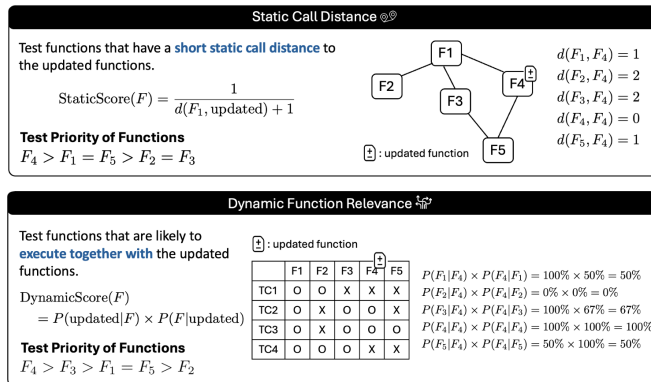 Static Call Distance
Test functions that have a short static call distance to
the updated functions.
StaticScore(F) = 1 / (d(F₁, updated) + 1)
Test Priority of Functions
F₄ > F₁ = F₅ > F₂ = F₃
F1
F2
F3
F4 ±
F5
± : updated function
d(F₁, F₄) = 1
d(F₂, F₄) = 2
d(F₃, F₄) = 2
d(F₄, F₄) = 0
d(F₅, F₄) = 1
Dynamic Function Relevance
Test functions that are likely to
execute together with the updated
functions.
DynamicScore(F)
= P(updated|F) × P(F|updated)
Test Priority of Functions
F₄ > F₃ > F₁ = F₅ > F₂
± : updated function
±
F1 F2 F3 F4 F5
TC1 O O X X X
TC2 O X O O X
TC3 O X O O O
TC4 O O O X X
P(F₁|F₄) × P(F₄|F₁) = 100% × 50% = 50%
P(F₂|F₄) × P(F₄|F₂) = 0% × 0% = 0%
P(F₃|F₄) × P(F₄|F₃) = 100% × 67% = 67%
P(F₄|F₄) × P(F₄|F₄) = 100% × 100% = 100%
P(F₅|F₄) × P(F₄|F₅) = 50% × 100% = 50%